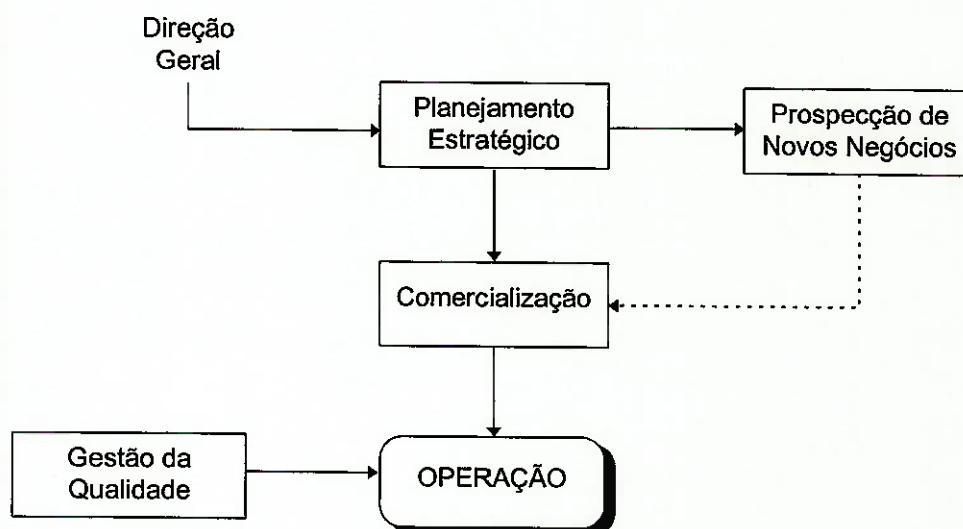 Direção
Geral
Planejamento
Estratégico
Prospecção de
Novos Negócios
Comercialização
Gestão da
Qualidade
OPERAÇÃO